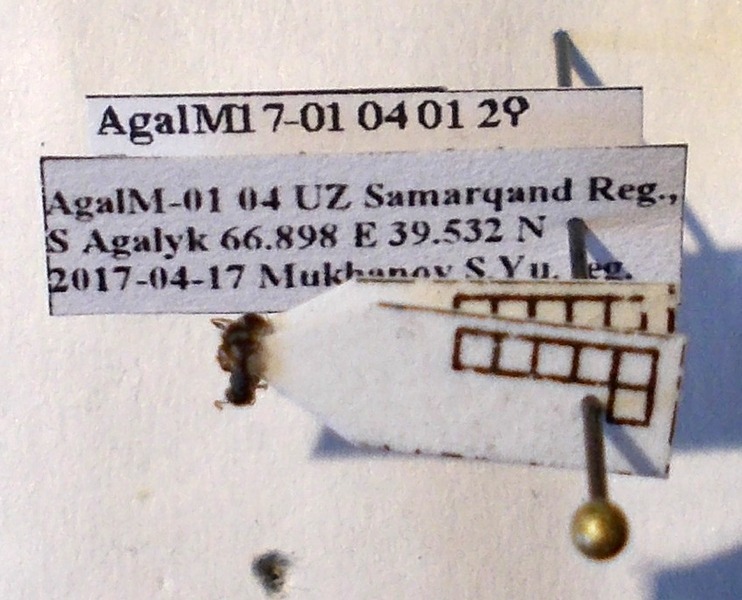 AgalM17-01 04 01 2♀
AgalM-01 04 UZ Samarqand Reg.,
S Agalyk 66.898 E 39.532 N
2017-04-17 Mukhanov S.Yu. leg.